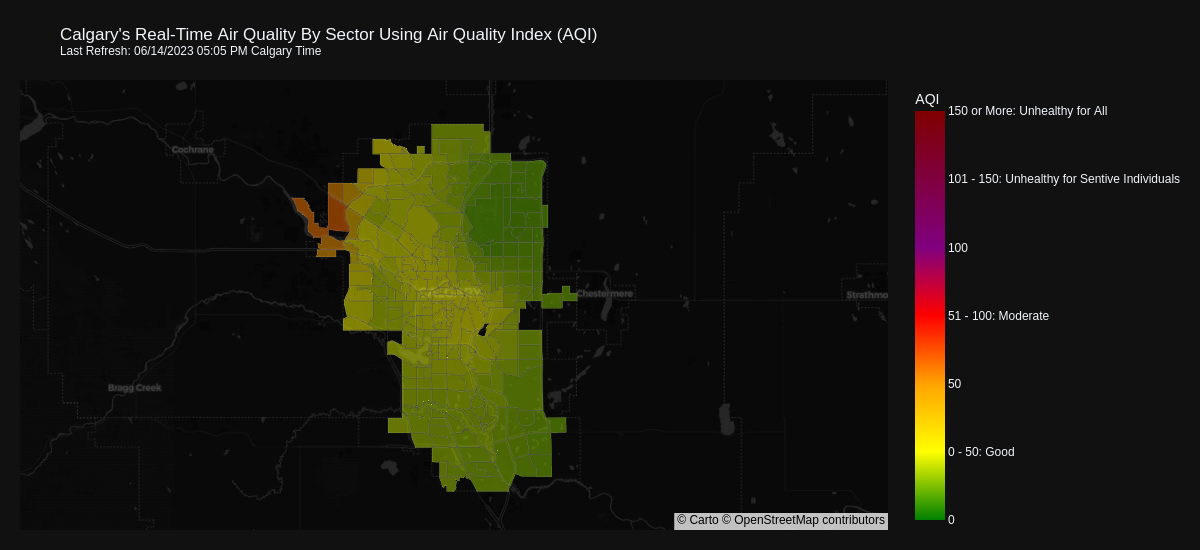 Calgary's Real-Time Air Quality By Sector Using Air Quality Index (AQI)
Last Refresh: 06/14/2023 05:05 PM Calgary Time
AQI
150 or More: Unhealthy for All
101 - 150: Unhealthy for Sentive Individuals
100
51 - 100: Moderate
50
0 - 50: Good
0
Cochrane
Chestermere
Strathmo
Bragg Creek
© Carto © OpenStreetMap contributors